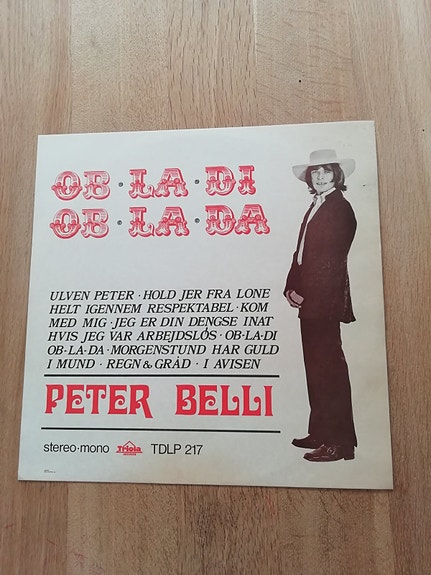 OB·LA·DI
OB·LA·DA
ULVEN PETER · HOLD JER FRA LONE
HELT IGENNEM RESPEKTABEL · KOM
MED MIG · JEG ER DIN DENGSE INAT
HVIS JEG VAR ARBEJDSLÓS · OB-LA-DI
OB-LA-DA · MORGENSTUND HAR GULD
I MUND · REGN & GRÅD · I AVISEN
PETER BELLI
stereo·mono Triola TDLP 217